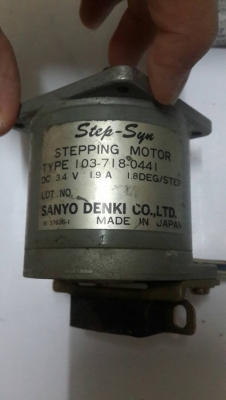 Step-Syn
STEPPING MOTOR
TYPE 103-718-0441
DC 3.4 V 1.9 A 1.8DEG/STEP
LOT NO.
SANYO DENKI CO.,LTD.
MADE IN JAPAN